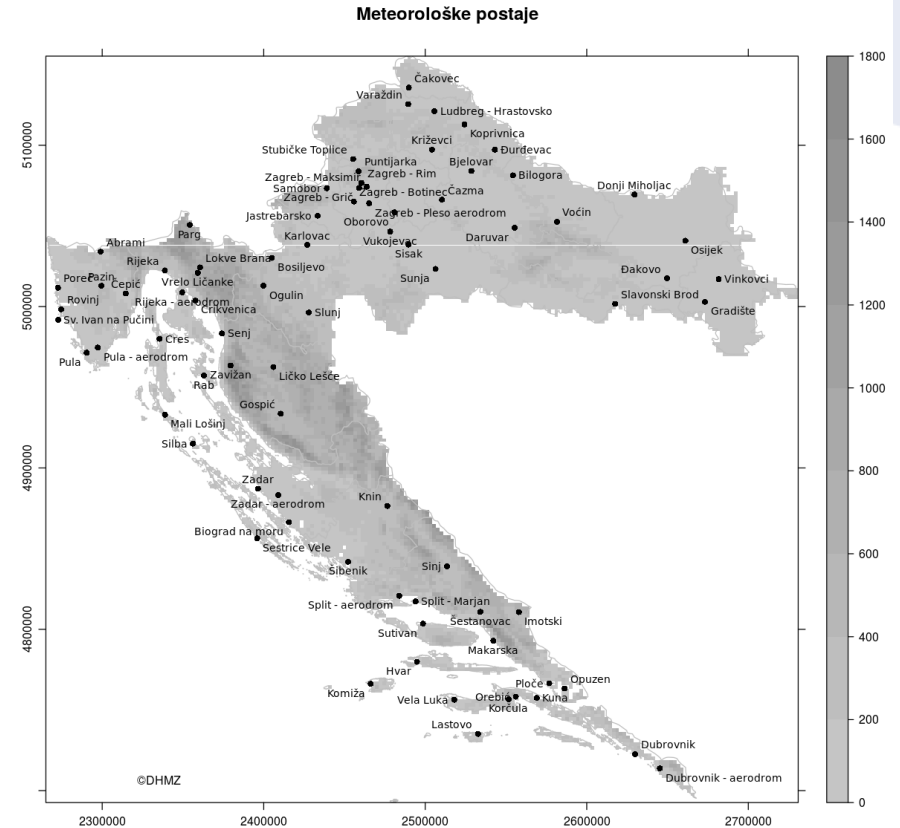 Meteorološke postaje
Čakovec
Varaždin
Ludbreg - Hrastovsko
Koprivnica
Križevci
Đurđevac
Stubičke Toplice
Puntijarka
Bjelovar
Zagreb - Maksimir
Zagreb - Rim
Bilogora
Donji Miholjac
Samobor
Zagreb - Botinec
Čazma
Zagreb - Grič
Jastrebarsko
Zagreb - Pleso aerodrom
Voćin
Oborovo
Karlovac
Vukojevac
Daruvar
Parg
Abrami
Sisak
Osijek
Rijeka
Lokve Brana
Bosiljevo
Sunja
Đakovo
Poreč
Pazin
Čepić
Vrelo Ličanke
Vinkovci
Rovinj
Rijeka - aerodrom
Ogulin
Slavonski Brod
Crikvenica
Slunj
Gradište
Sv. Ivan na Pučini
Senj
Cres
Pula
Pula - aerodrom
Zavižan
Ličko Lešće
Rab
Gospić
Mali Lošinj
Silba
Zadar
Knin
Zadar - aerodrom
Biograd na moru
Sestrice Vele
Šibenik
Sinj
Split - aerodrom
Split - Marjan
Šestanovac
Imotski
Sutivan
Makarska
Hvar
Ploče
Opuzen
Komiža
Vela Luka
Orebić
Kuna
Korčula
Lastovo
Dubrovnik
Dubrovnik - aerodrom
©DHMZ
5100000
5000000
4900000
4800000
2300000
2400000
2500000
2600000
2700000
1800
1600
1400
1200
1000
800
600
400
200
0